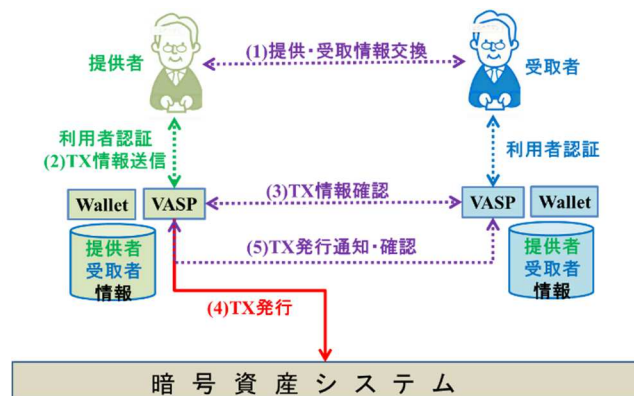 (1)提供・受取情報交換
提供者
受取者
利用者認証
(2)TX情報送信
利用者認証
Wallet
VASP
(3)TX情報確認
VASP
Wallet
提供者
受取者
情報
(5)TX発行通知・確認
提供者
受取者
情報
(4)TX発行
暗号資産システム